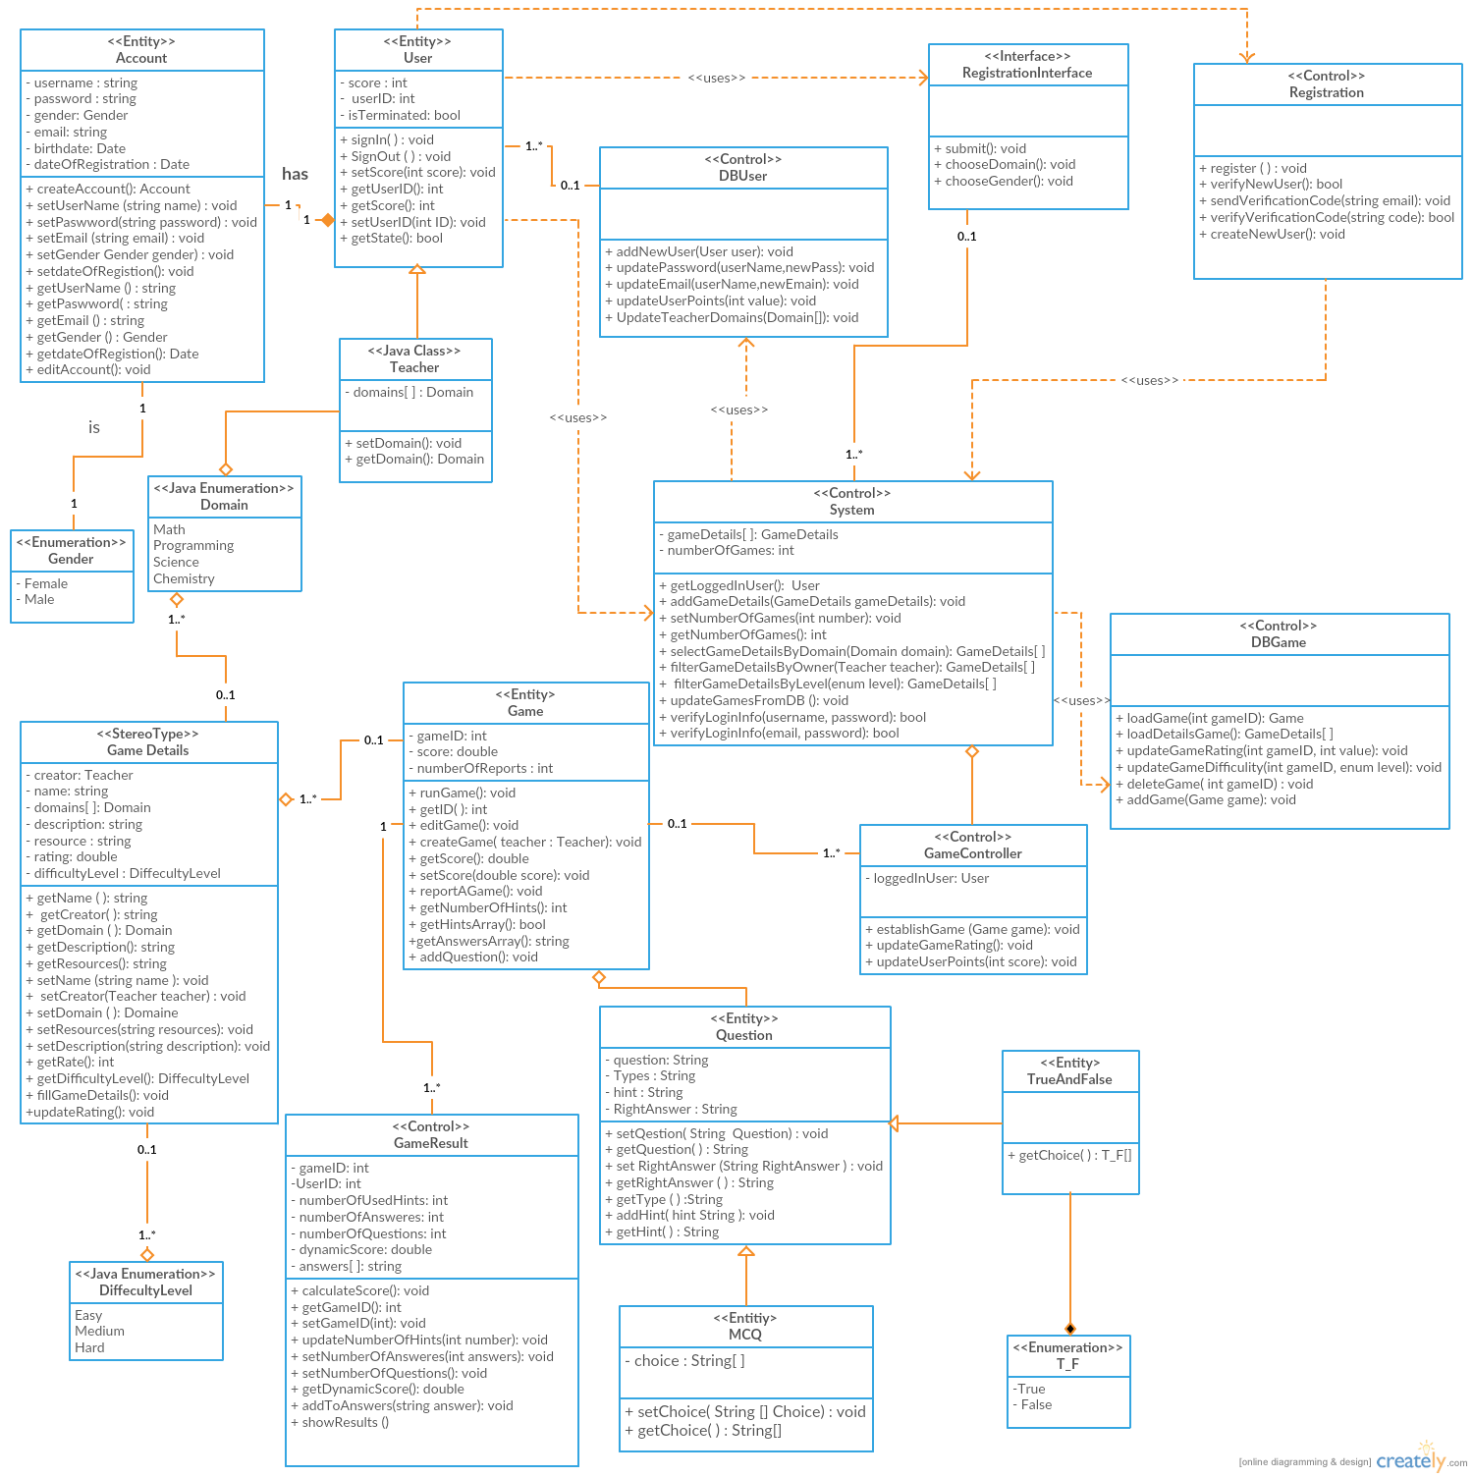 <<Entity>>
Account
- username : string
- password : string
- gender: Gender
- email: string
- birthdate: Date
- dateOfRegistration : Date
+ createAccount(): Account
+ setUserName (string name) : void
+ setPaswword(string password) : void
+ setEmail (string email) : void
+ setGender Gender gender) : void
+ setdateOfRegistion(): void
+ getUserName () : string
+ getPaswword( : string
+ getEmail () : string
+ getGender () : Gender
+ getdateOfRegistion(): Date
+ editAccount(): void
has
1
1
<<Entity>>
User
- score : int
- userID: int
- isTerminated: bool
+ signIn( ) : void
+ SignOut ( ) : void
+ setScore(int score): void
+ getUserID(): int
+ getScore(): int
+ setUserID(int ID): void
+ getState(): bool
<<uses>>
1..*
0..1
<<Control>>
DBUser
+ addNewUser(User user): void
+ updatePassword(userName,newPass): void
+ updateEmail(userName,newEmain): void
+ updateUserPoints(int value): void
+ UpdateTeacherDomains(Domain[]): void
<<Interface>>
RegistrationInterface
+ submit(): void
+ chooseDomain(): void
+ chooseGender(): void
0..1
1..*
<<Control>>
Registration
+ register ( ) : void
+ verifyNewUser(): bool
+ sendVerificationCode(string email): void
+ verifyVerificationCode(string code): bool
+ createNewUser(): void
<<uses>>
<<uses>>
<<uses>>
<<Java Class>>
Teacher
- domains[ ] : Domain
+ setDomain(): void
+ getDomain(): Domain
1
is
1
<<Enumeration>>
Gender
- Female
- Male
<<Java Enumeration>>
Domain
Math
Programming
Science
Chemistry
1..*
0..1
<<Control>>
System
- gameDetails[ ]: GameDetails
- numberOfGames: int
+ getLoggedInUser(): User
+ addGameDetails(GameDetails gameDetails): void
+ setNumberOfGames(int number): void
+ getNumberOfGames(): int
+ selectGameDetailsByDomain(Domain domain): GameDetails[ ]
+ filterGameDetailsByOwner(Teacher teacher): GameDetails[ ]
+ filterGameDetailsByLevel(enum level): GameDetails[ ]
+ updateGamesFromDB (): void
+ verifyLoginInfo(username, password): bool
+ verifyLoginInfo(email, password): bool
<<uses>>
<<Control>>
DBGame
+ loadGame(int gameID): Game
+ loadDetailsGame(): GameDetails[ ]
+ updateGameRating(int gameID, int value): void
+ updateGameDifficulity(int gameID, enum level): void
+ deleteGame( int gameID) : void
+ addGame(Game game): void
<<StereoType>>
Game Details
- creator: Teacher
- name: string
- domains[ ]: Domain
- description: string
- resource : string
- rating: double
- difficultyLevel : DiffecultyLevel
+ getName ( ): string
+ getCreator( ): string
+ getDomain ( ): Domain
+ getDescription(): string
+ getResources(): string
+ setName (string name ): void
+ setCreator(Teacher teacher) : void
+ setDomain ( ): Domaine
+ setResources(string resources): void
+ setDescription(string description): void
+ getRate(): int
+ getDifficultyLevel(): DiffecultyLevel
+ fillGameDetails(): void
+updateRating(): void
1..*
0..1
<<Entity>
Game
- gameID: int
- score: double
- numberOfReports : int
+ runGame(): void
+ getID( ): int
+ editGame(): void
+ createGame( teacher : Teacher): void
+ getScore(): double
+ setScore(double score): void
+ reportAGame(): void
+ getNumberOfHints(): int
+ getHintsArray(): bool
+getAnswersArray(): string
+ addQuestion(): void
0..1
1..*
<<Control>>
GameController
- loggedInUser: User
+ establishGame (Game game): void
+ updateGameRating(): void
+ updateUserPoints(int score): void
1
1..*
<<Control>>
GameResult
- gameID: int
-UserID: int
- numberOfUsedHints: int
- numberOfAnsweres: int
- numberOfQuestions: int
- dynamicScore: double
- answers[ ]: string
+ calculateScore(): void
+ getGameID(): int
+ setGameID(int): void
+ updateNumberOfHints(int number): void
+ setNumberOfAnsweres(int answers): void
+ setNumberOfQuestions(): void
+ getDynamicScore(): double
+ addToAnswers(string answer): void
+ showResults ()
0..1
1..*
<<Java Enumeration>>
DiffecultyLevel
Easy
Medium
Hard
<<Entity>>
Question
- question: String
- Types : String
- hint : String
- RightAnswer : String
+ setQestion( String Question) : void
+ getQuestion( ) : String
+ set RightAnswer (String RightAnswer ) : void
+ getRightAnswer ( ) : String
+ getType ( ) :String
+ addHint( hint String ): void
+ getHint( ) : String
<<Entity>
TrueAndFalse
+ getChoice( ) : T_F[]
<<Entitiy>
MCQ
- choice : String[ ]
+ setChoice( String [] Choice) : void
+ getChoice( ) : String[]
<<Enumeration>>
T_F
-True
- False
[online diagramming & design] creately.com